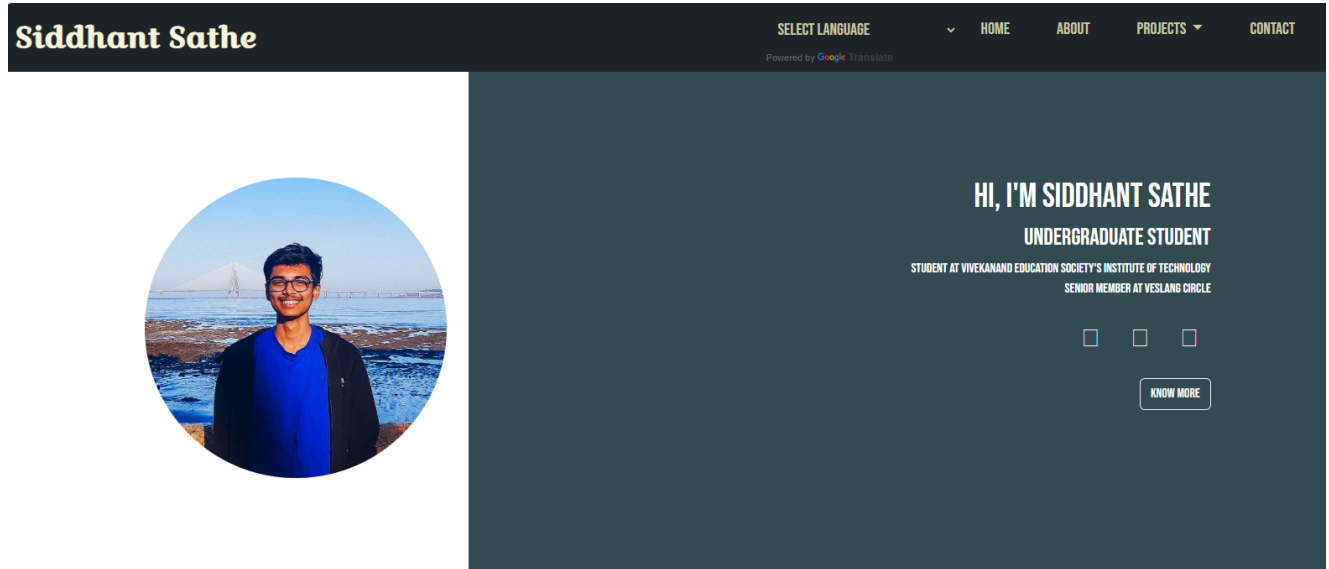 Siddhant Sathe
SELECT LANGUAGE
HOME
ABOUT
PROJECTS
CONTACT
Powered by Google Translate
HI, I'M SIDDHANT SATHE
UNDERGRADUATE STUDENT
STUDENT AT VIVEKANAND EDUCATION SOCIETY'S INSTITUTE OF TECHNOLOGY
SENIOR MEMBER AT VESLANG CIRCLE
KNOW MORE